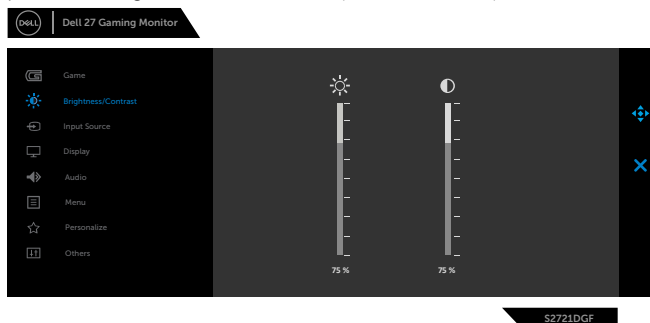 DELL
Dell 27 Gaming Monitor
Game
Brightness/Contrast
Input Source
Display
Audio
Menu
Personalize
Others
75 %
75 %
S2721DGF